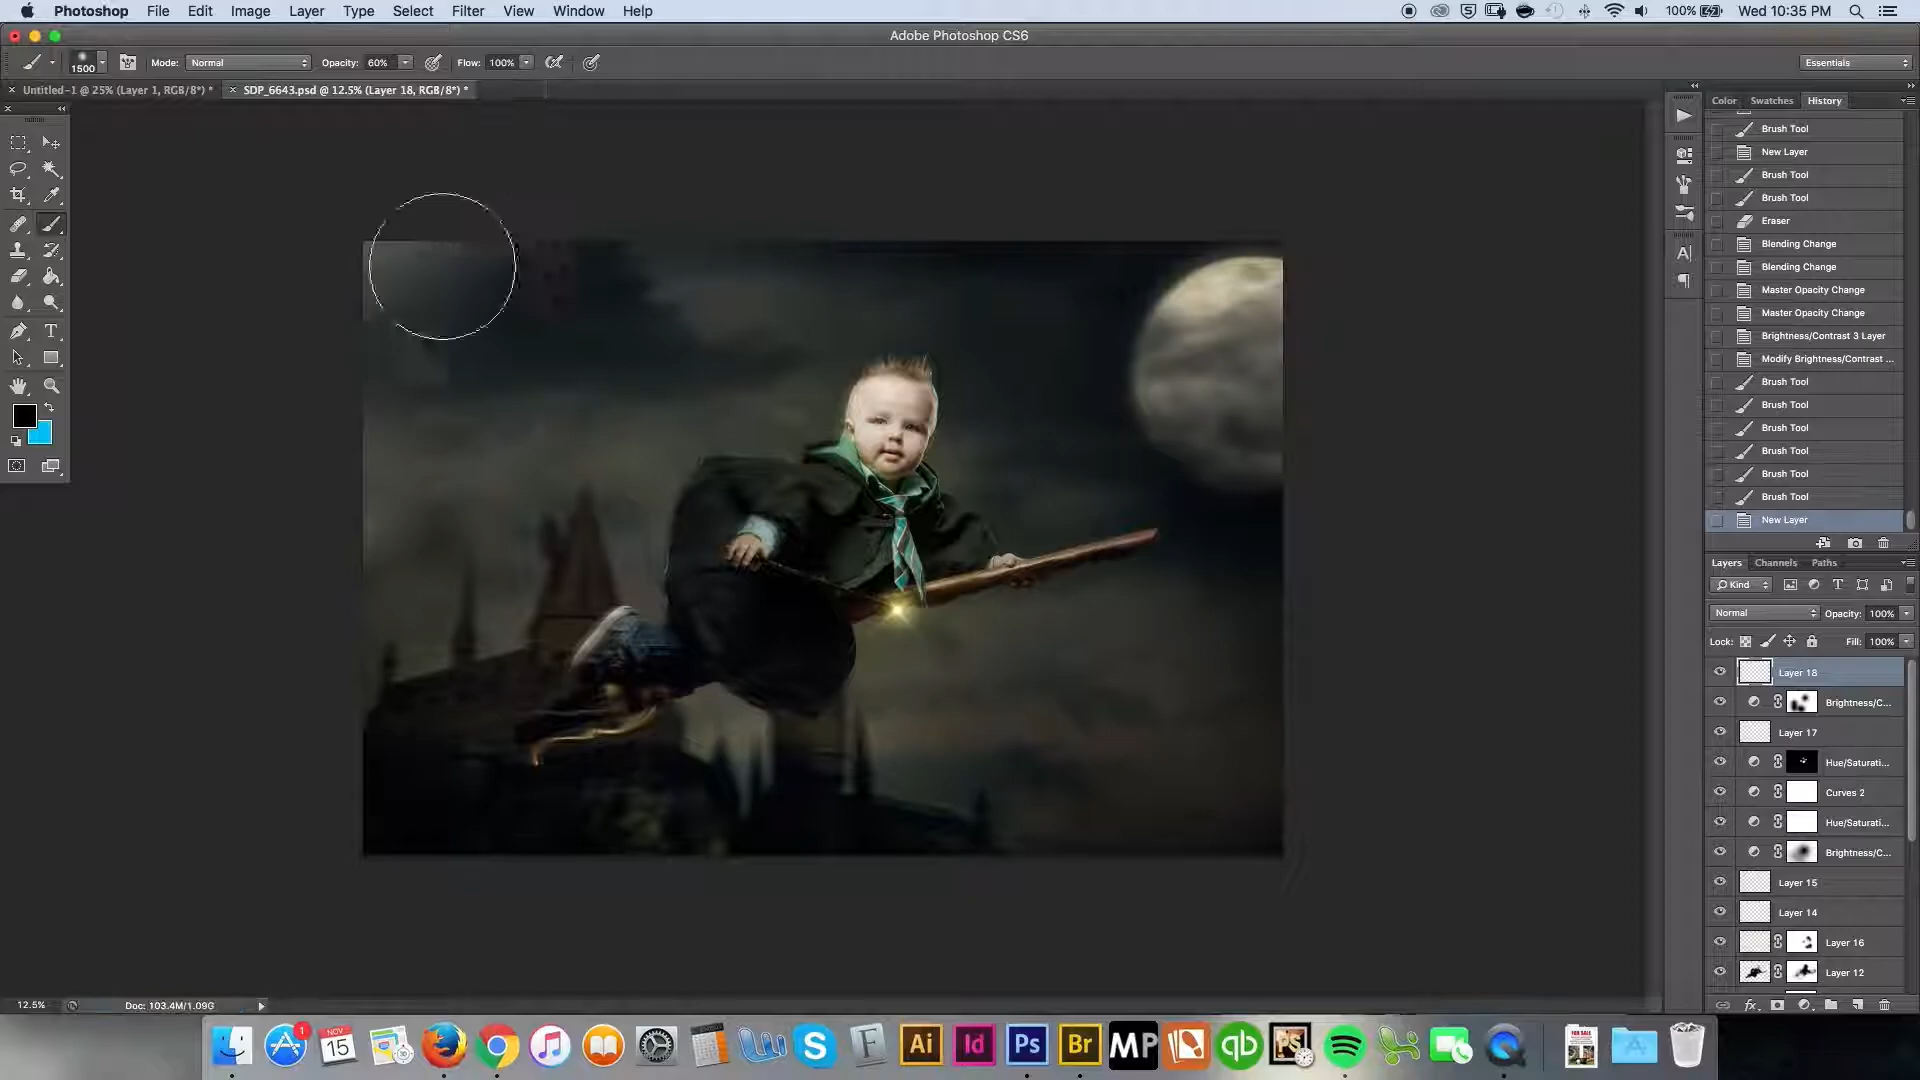 Photoshop File Edit Image Layer Type Select Filter View Window Help 100% Wed 10:35 PM
Adobe Photoshop CS6
1500 Mode: Normal Opacity: 60% Flow: 100% Essentials
Untitled-1 @ 25% (Layer 1, RGB/8*) * SDP_6643.psd @ 12.5% (Layer 18, RGB/8*) *
Color Swatches History
Brush Tool
New Layer
Brush Tool
Brush Tool
Eraser
Blending Change
Blending Change
Master Opacity Change
Master Opacity Change
Brightness/Contrast 3 Layer
Modify Brightness/Contrast ...
Brush Tool
Brush Tool
Brush Tool
Brush Tool
Brush Tool
Brush Tool
New Layer
Layers Channels Paths
Kind
Normal Opacity: 100%
Lock: Fill: 100%
Layer 18
Brightness/C...
Layer 17
Hue/Saturati...
Curves 2
Hue/Saturati...
Brightness/C...
Layer 15
Layer 14
Layer 16
Layer 12
12.5% Doc: 103.4M/1.09G
1
NOV
15
Ai Id Ps Br MP qb
FOR SALE